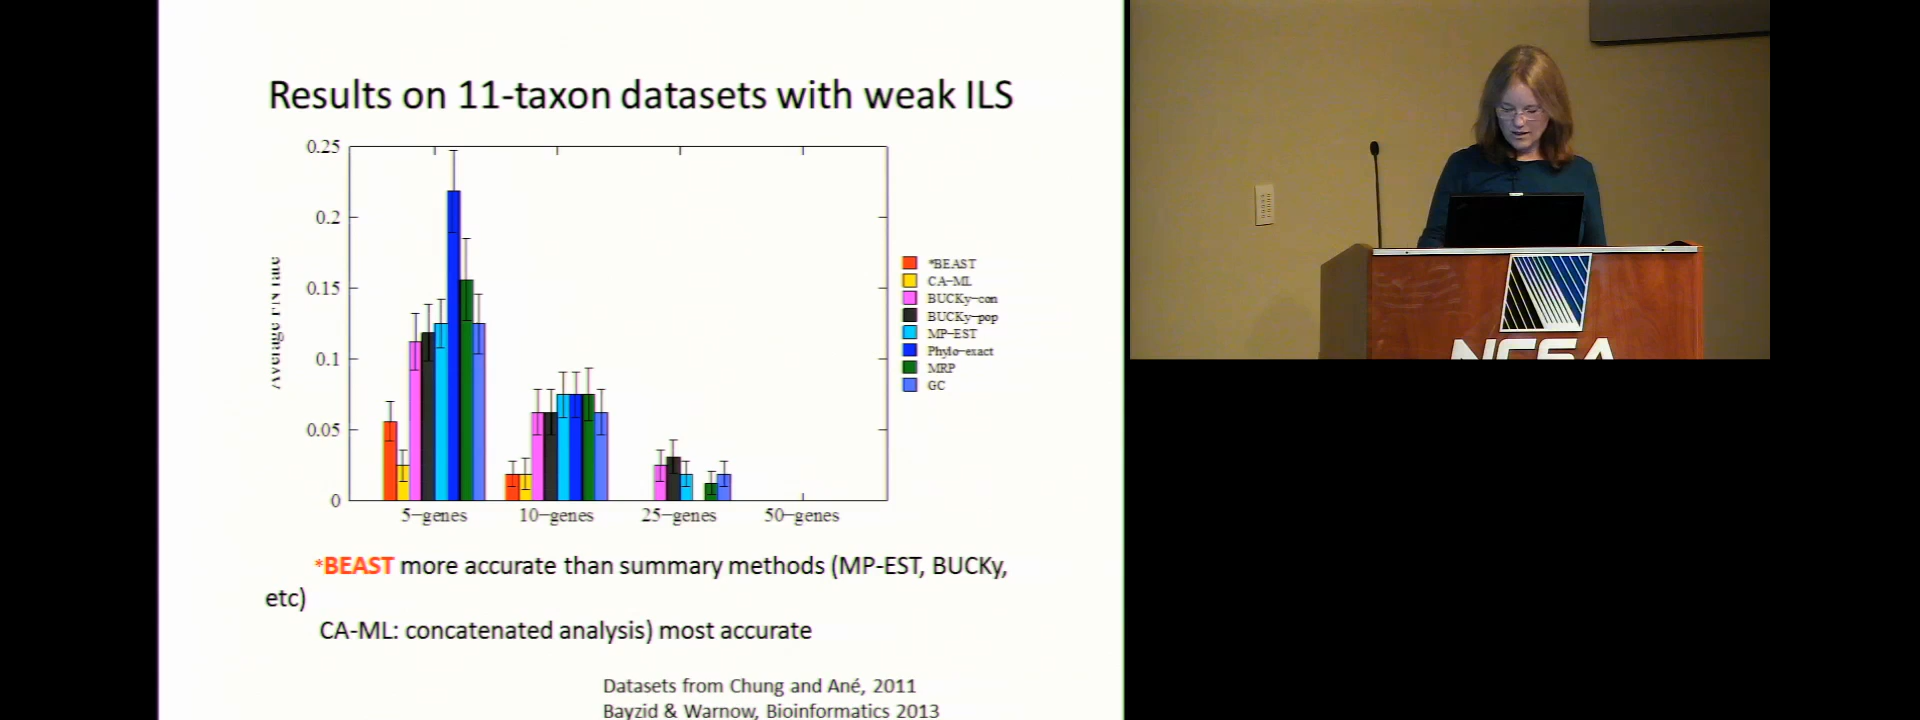 Results on 11-taxon datasets with weak ILS
0.25
0.2
0.15
0.1
0.05
0
Average FN rate
5-genes 10-genes 25-genes 50-genes
*BEAST
CA-ML
BUCKy-con
BUCKy-pop
MP-EST
Phylo-exact
MRP
GC
*BEAST more accurate than summary methods (MP-EST, BUCKy,
etc)
CA-ML: concatenated analysis) most accurate
Datasets from Chung and Ané, 2011
Bayzid & Warnow, Bioinformatics 2013
NCSA